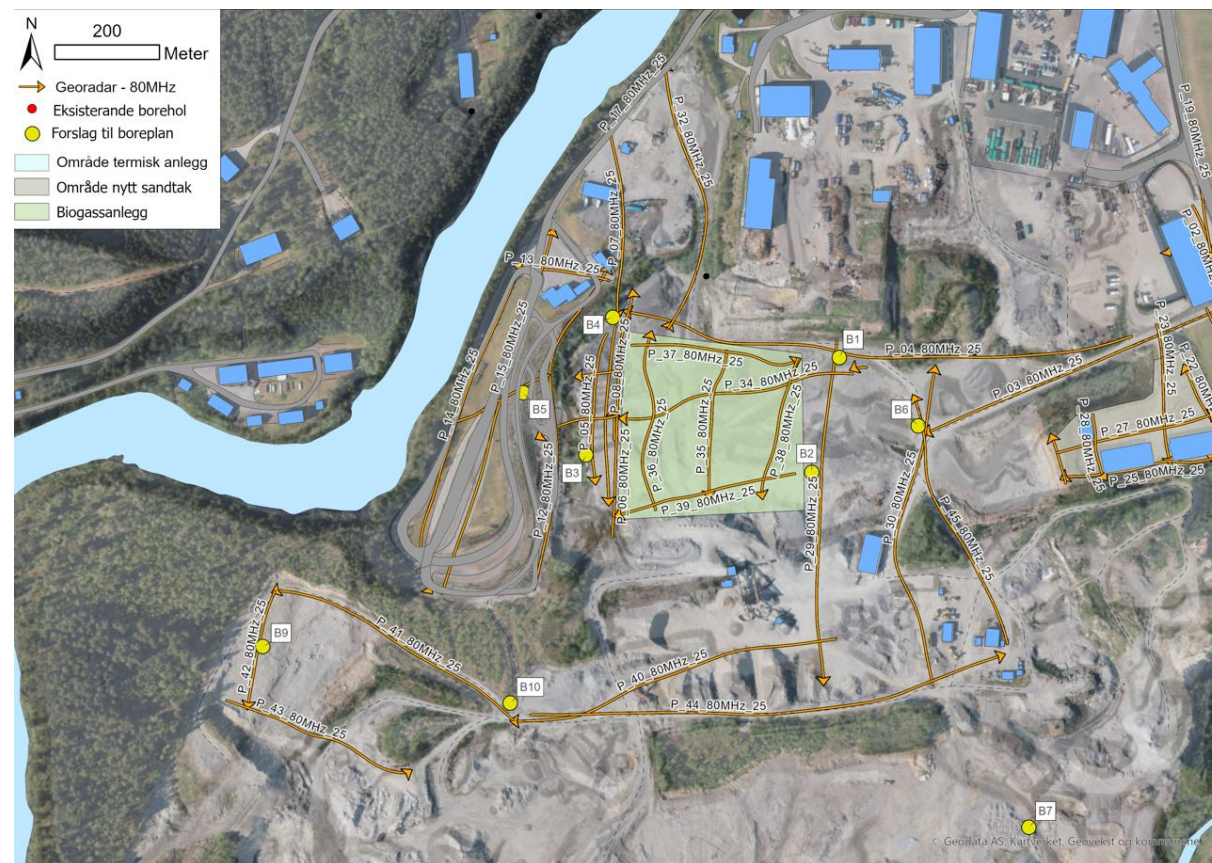 N
200
Meter
Georadar - 80MHz
Eksisterande borehol
Forslag til boreplan
Område termisk anlegg
Område nytt sandtak
Biogassanlegg
P_17_80MHz_25
P_32_80MHz_25
P_19_80MHz_25
P_07_80MHz_25
P_02_80MHz_25
P_13_80MHz_25
B4
B1
P_04_80MHz_25
P_23_80MHz_25
P_22_80MHz_25
P_14_80MHz_25
P_15_80MHz_25
P_37_80MHz_25
P_34_80MHz_25
P_03_80MHz_25
B5
P_05_80MHz_25
P_08_80MHz_25
P_36_80MHz_25
P_35_80MHz_25
P_38_80MHz_25
B6
P_28_80MHz_25
P_27_80MHz_25
B3
B2
P_25_80MHz_25
P_12_80MHz_25
P_06_80MHz_25
P_39_80MHz_25
P_29_80MHz_25
P_30_80MHz_25
P_45_80MHz_25
P_42_80MHz_25
B9
P_41_80MHz_25
P_40_80MHz_25
B10
P_43_80MHz_25
P_44_80MHz_25
B7
© Geodata AS, Kartverket, Geovekst og kommunene